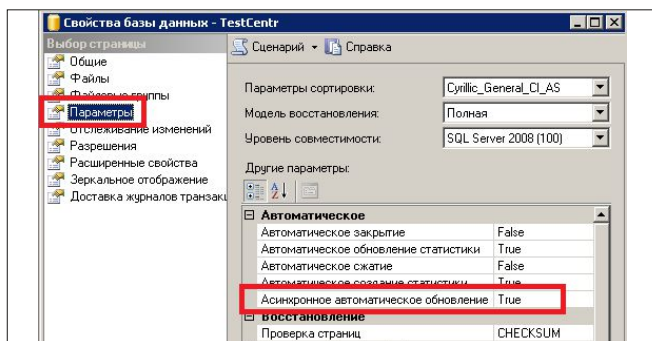 Свойства базы данных - TestCentr
Выбор страницы
Общие
Файлы
Файловые группы
Параметры
Отслеживание изменений
Разрешения
Расширенные свойства
Зеркальное отображение
Доставка журналов транзакц
Сценарий
Справка
Параметры сортировки: Cyrillic_General_CI_AS
Модель восстановления: Полная
Уровень совместимости: SQL Server 2008 (100)
Другие параметры:
Автоматическое
Автоматическое закрытие False
Автоматическое обновление статистики True
Автоматическое сжатие False
Автоматическое создание статистики True
Асинхронное автоматическое обновление True
Восстановление
Проверка страниц CHECKSUM